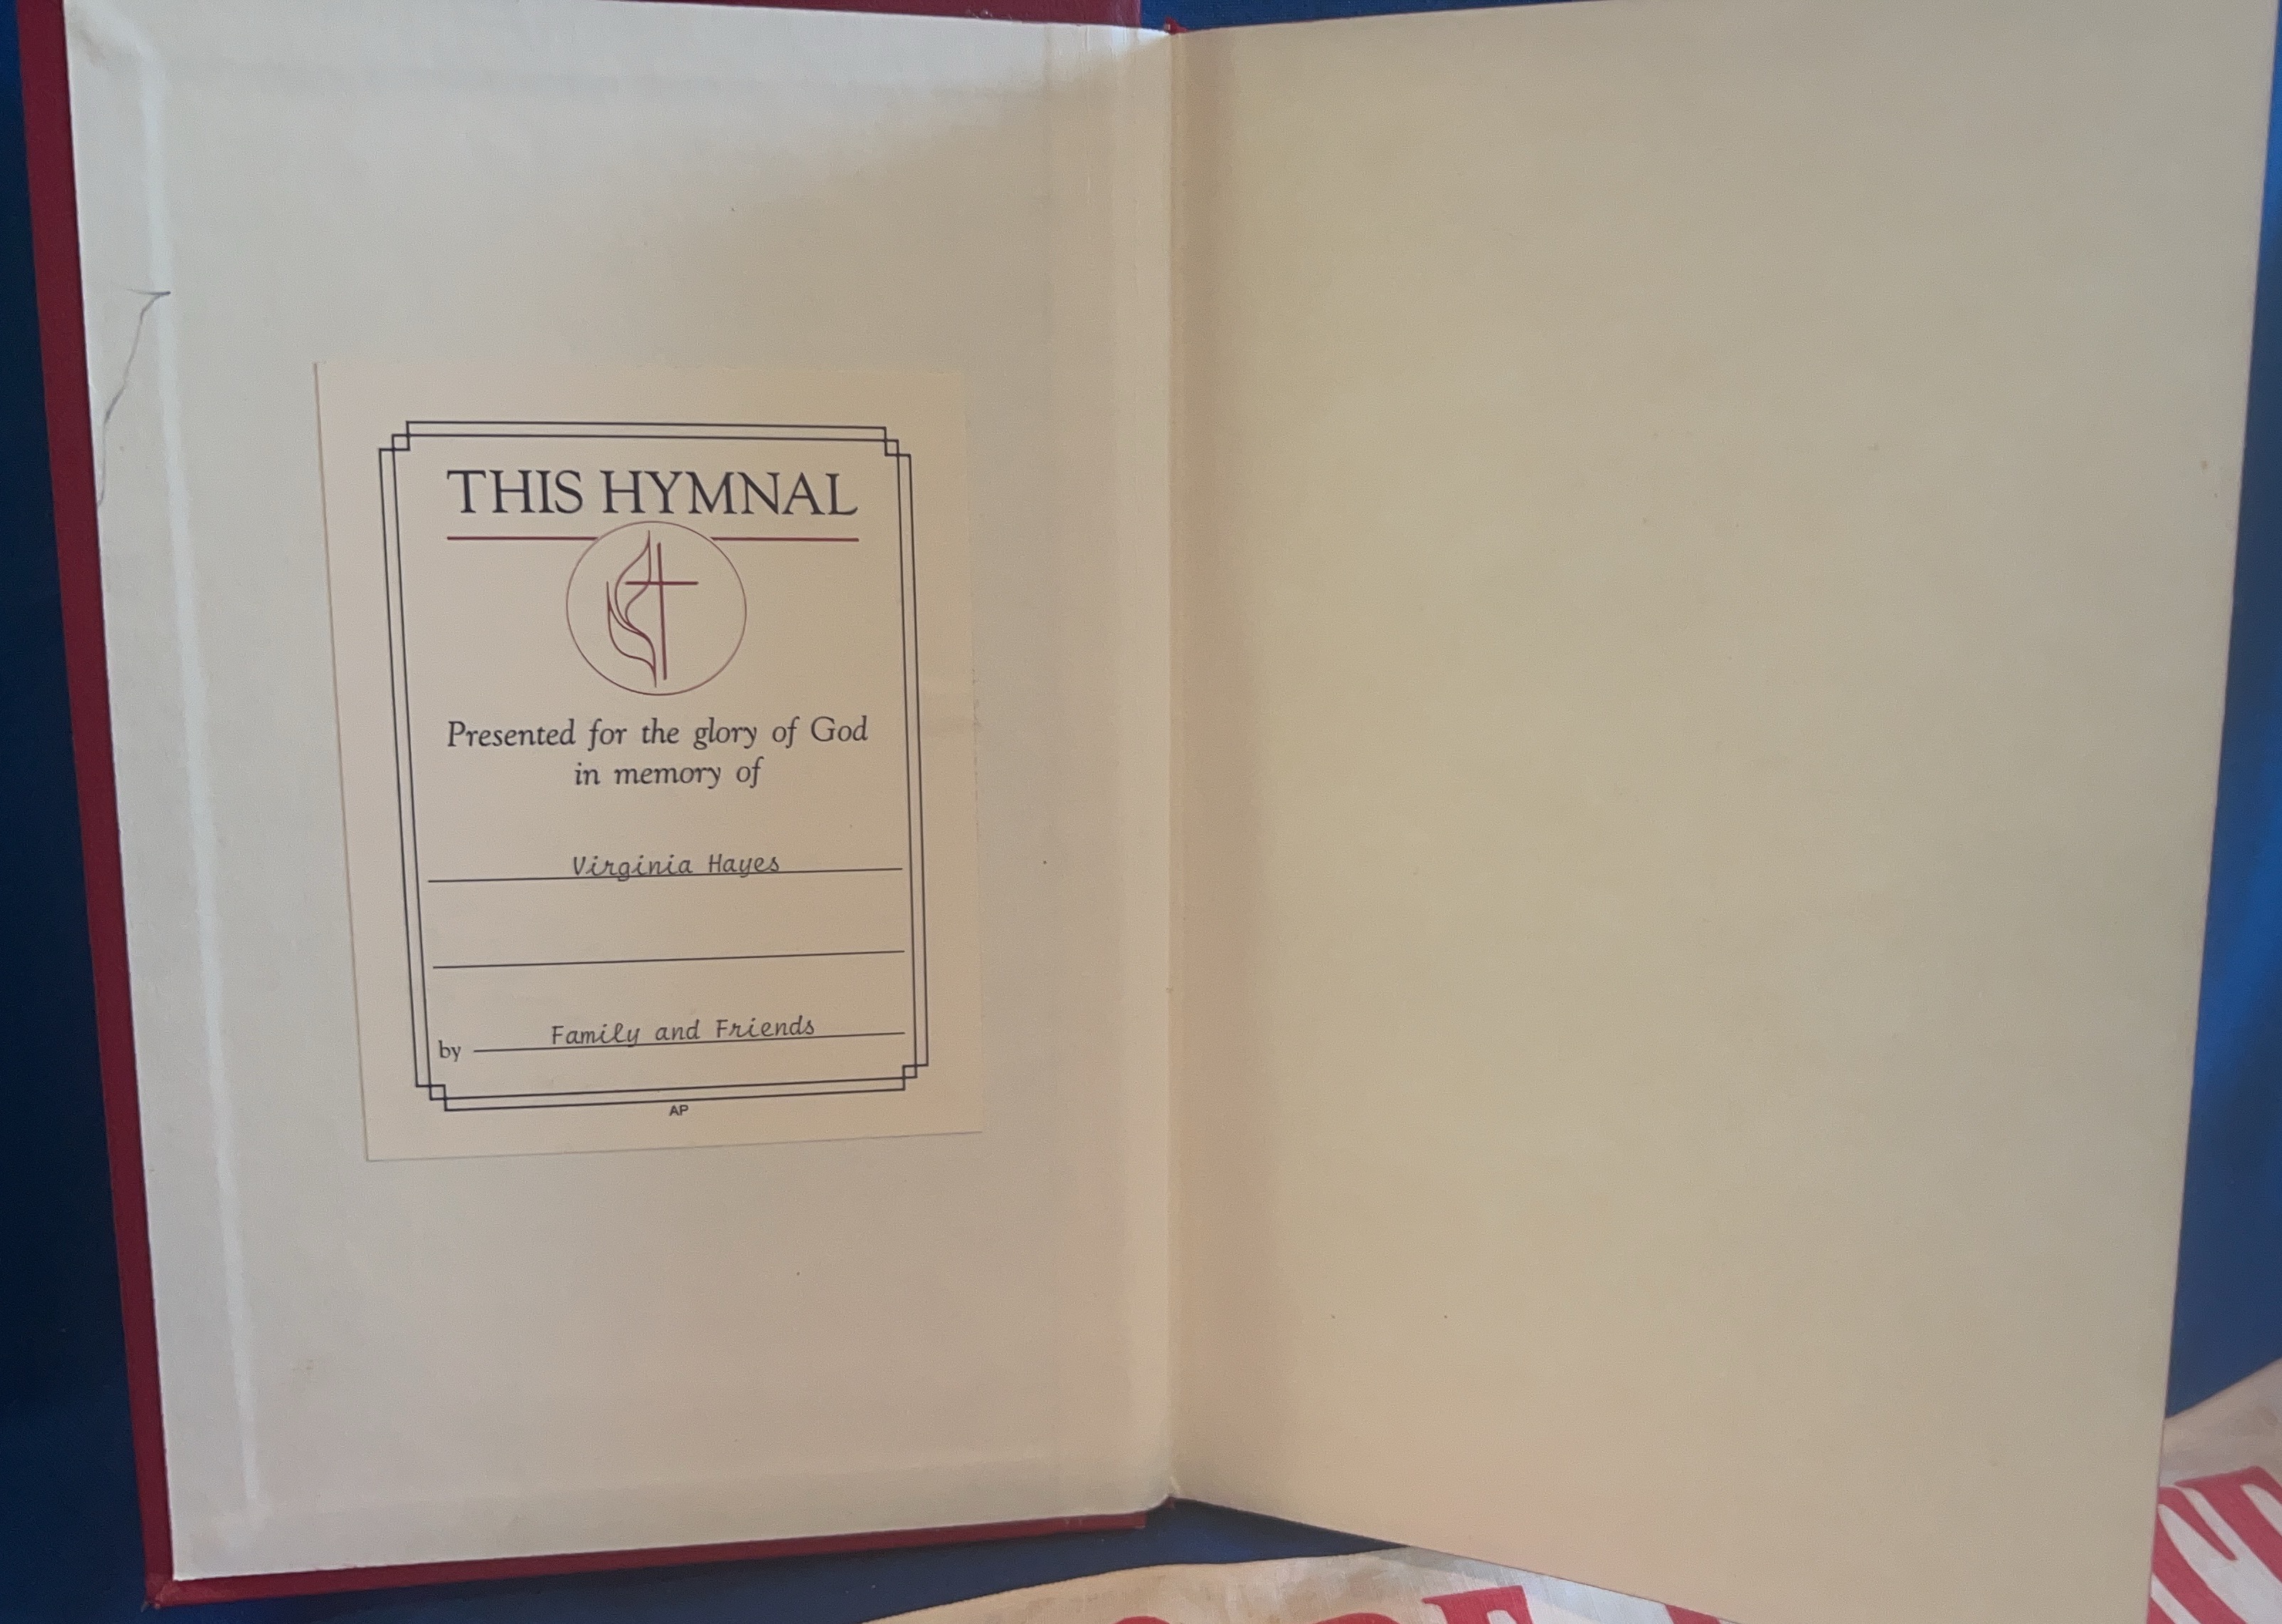 THIS HYMNAL
Presented for the glory of God
in memory of
Virginia Hayes
by Family and Friends
AP